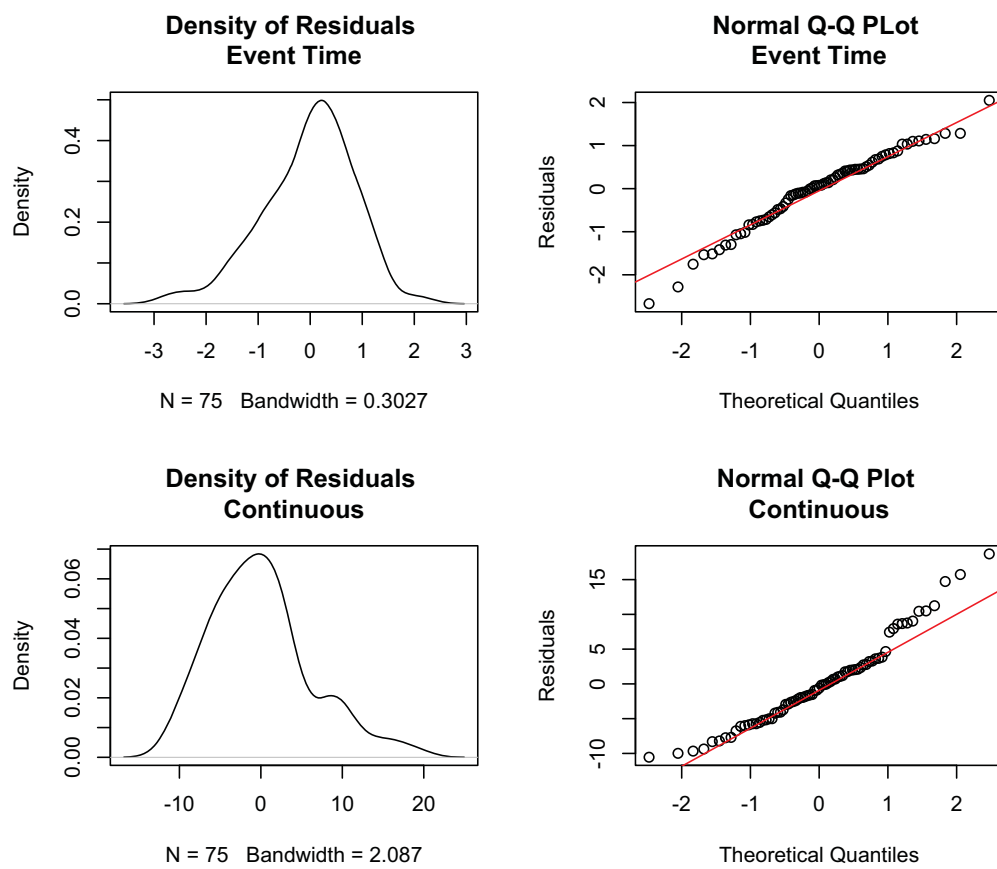 Density of Residuals
Event Time
Density
0.0 0.2 0.4
-3 -2 -1 0 1 2 3
N = 75 Bandwidth = 0.3027
Normal Q-Q PLot
Event Time
Residuals
-2 -1 0 1 2
-2 -1 0 1 2
Theoretical Quantiles
Density of Residuals
Continuous
Density
0.00 0.02 0.04 0.06
-10 0 10 20
N = 75 Bandwidth = 2.087
Normal Q-Q Plot
Continuous
Residuals
-10 0 5 15
-2 -1 0 1 2
Theoretical Quantiles